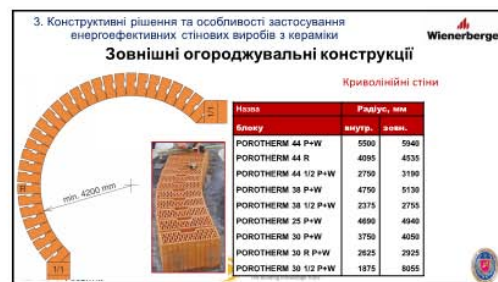 3. Конструктивні рішення та особливості застосування
енергоефективних стінових виробів з кераміки
Wienerberger
Зовнішні огороджувальні конструкції
Криволінійні стіни
1/1
R
min. 4200 mm
1/1
Назва Радіус, мм
блоку внутр. зовн.
POROTHERM 44 P+W 5500 5940
POROTHERM 44 R 4095 4535
POROTHERM 44 1/2 P+W 2750 3190
POROTHERM 38 P+W 4750 5130
POROTHERM 38 1/2 P+W 2375 2755
POROTHERM 25 P+W 4690 4940
POROTHERM 30 P+W 3750 4050
POROTHERM 30 R P+W 2625 2925
POROTHERM 30 1/2 P+W 1875 8055